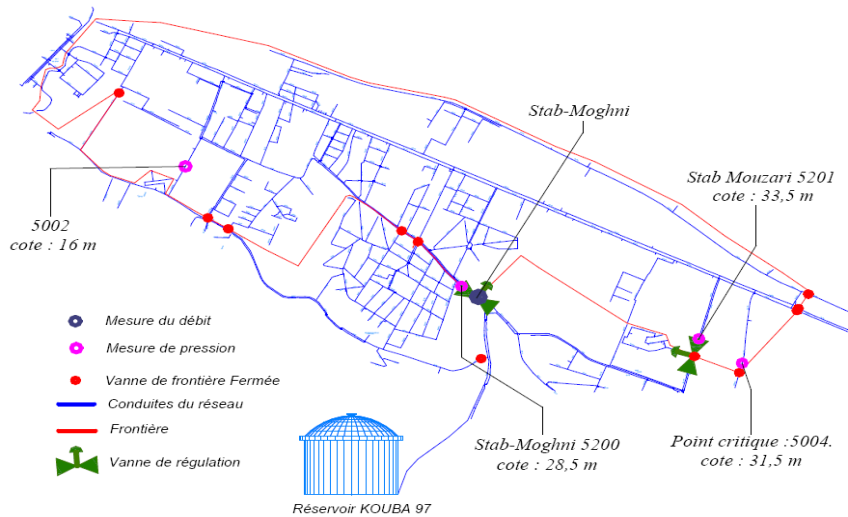 Stab-Moghni
Stab Mouzari 5201
cote : 33,5 m
5002
cote : 16 m
Mesure du débit
Mesure de pression
Vanne de frontière Fermée
Conduites du réseau
Frontière
Vanne de régulation
Stab-Moghni 5200
cote : 28,5 m
Point critique :5004.
cote : 31,5 m
Réservoir KOUBA 97